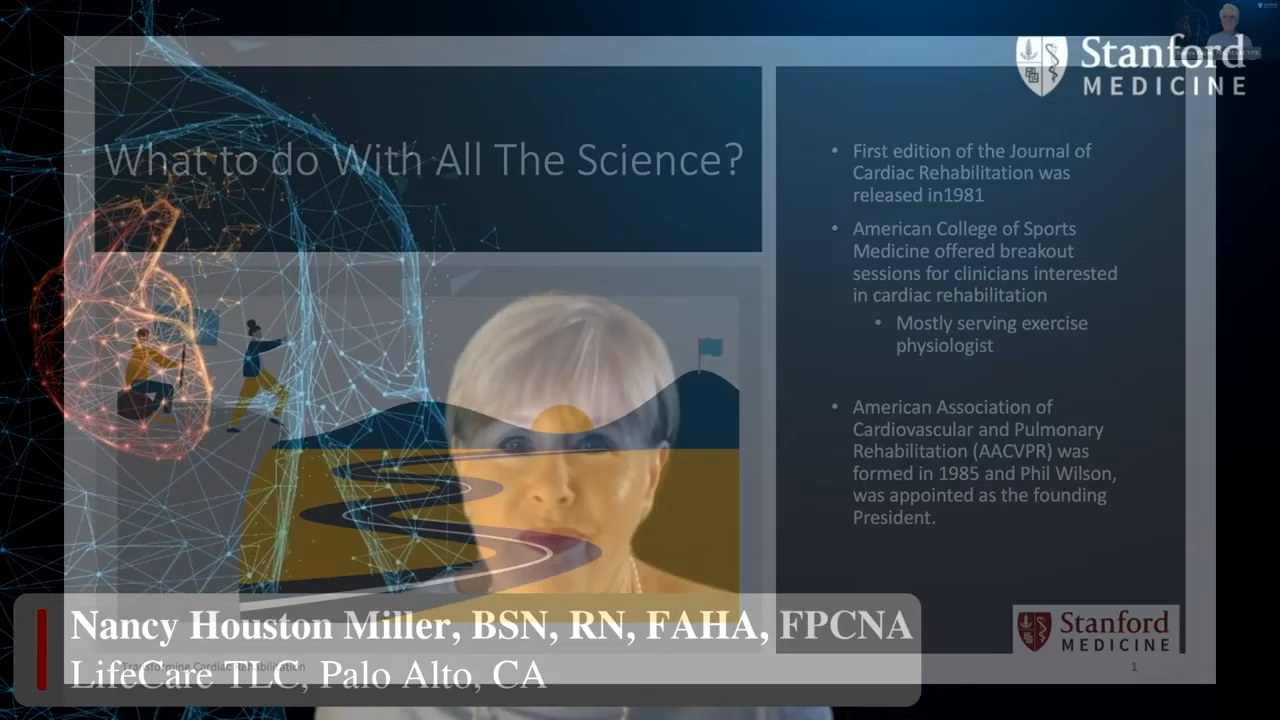 Stanford
MEDICINE
What to do With All The Science?
• First edition of the Journal of
Cardiac Rehabilitation was
released in1981
• American College of Sports
Medicine offered breakout
sessions for clinicians interested
in cardiac rehabilitation
• Mostly serving exercise
physiologist
• American Association of
Cardiovascular and Pulmonary
Rehabilitation (AACVPR) was
formed in 1985 and Phil Wilson,
was appointed as the founding
President.
Stanford
MEDICINE
Nancy Houston Miller, BSN, RN, FAHA, FPCNA
LifeCare TLC, Palo Alto, CA
Transforming Cardiac Rehabilitation
1